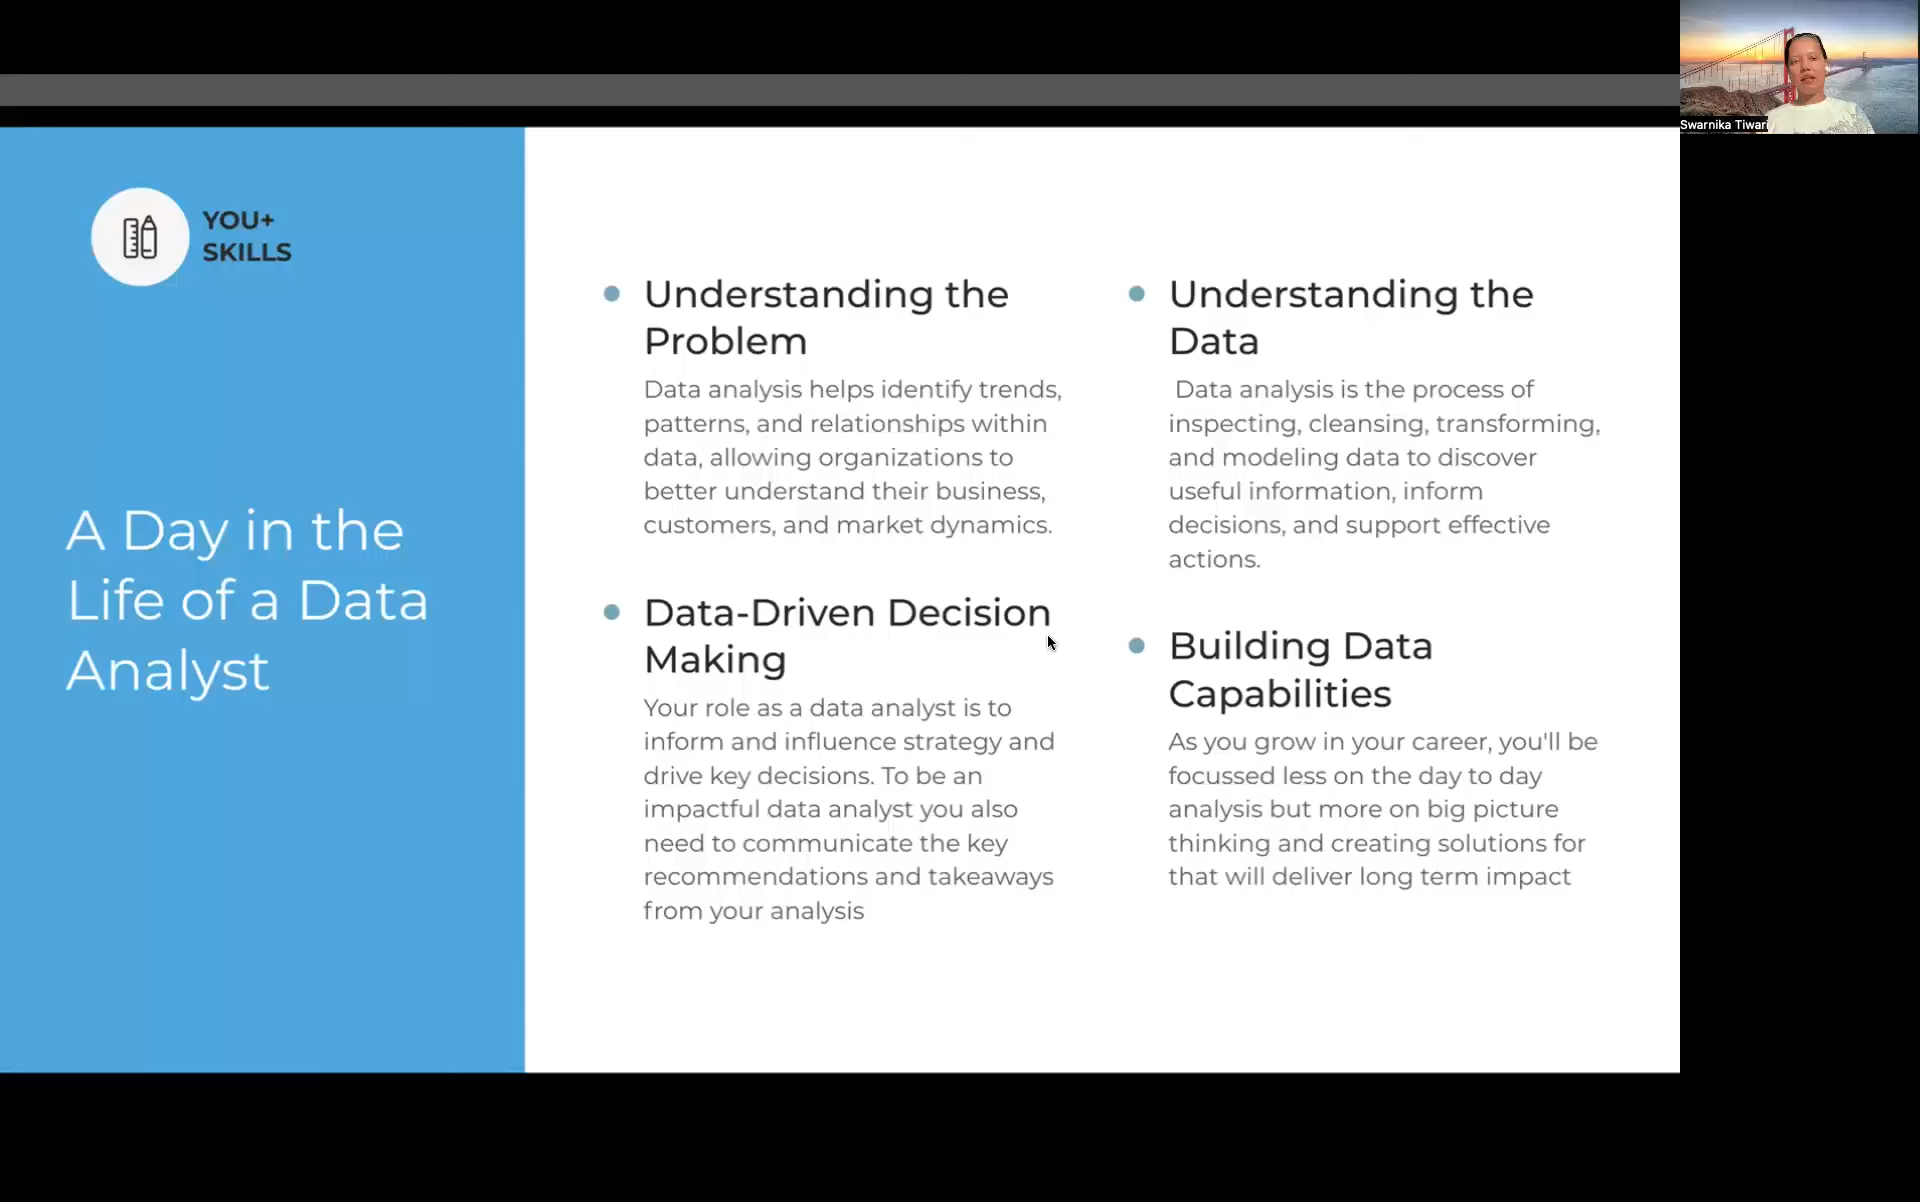 Swarnika Tiwari
YOU+
SKILLS
A Day in the
Life of a Data
Analyst
Understanding the
Problem
Data analysis helps identify trends,
patterns, and relationships within
data, allowing organizations to
better understand their business,
customers, and market dynamics.
Data-Driven Decision
Making
Your role as a data analyst is to
inform and influence strategy and
drive key decisions. To be an
impactful data analyst you also
need to communicate the key
recommendations and takeaways
from your analysis
Understanding the
Data
Data analysis is the process of
inspecting, cleansing, transforming,
and modeling data to discover
useful information, inform
decisions, and support effective
actions.
Building Data
Capabilities
As you grow in your career, you'll be
focussed less on the day to day
analysis but more on big picture
thinking and creating solutions for
that will deliver long term impact